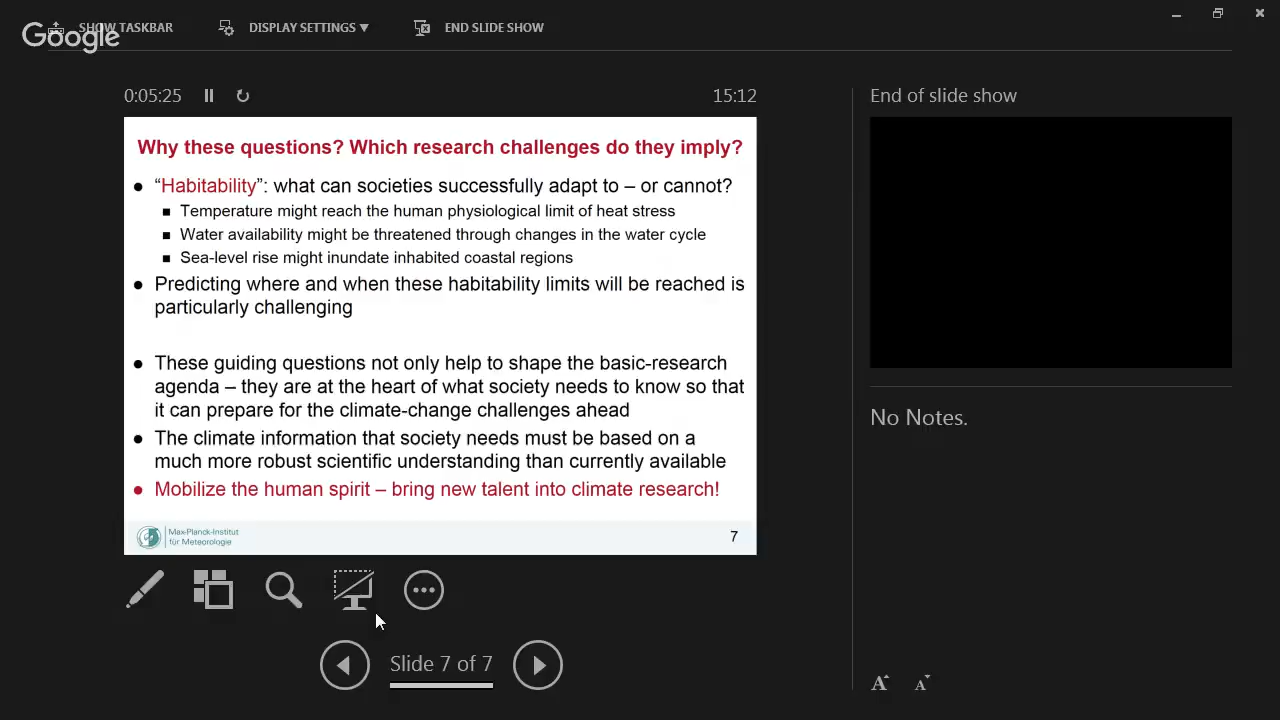 Google
SHOW TASKBAR
DISPLAY SETTINGS
END SLIDE SHOW
0:05:25
15:12
Why these questions? Which research challenges do they imply?
● “Habitability”: what can societies successfully adapt to – or cannot?
■ Temperature might reach the human physiological limit of heat stress
■ Water availability might be threatened through changes in the water cycle
■ Sea-level rise might inundate inhabited coastal regions
● Predicting where and when these habitability limits will be reached is
particularly challenging
● These guiding questions not only help to shape the basic-research
agenda – they are at the heart of what society needs to know so that
it can prepare for the climate-change challenges ahead
● The climate information that society needs must be based on a
much more robust scientific understanding than currently available
● Mobilize the human spirit – bring new talent into climate research!
Max-Planck-Institut
für Meteorologie
7
Slide 7 of 7
End of slide show
No Notes.
A A